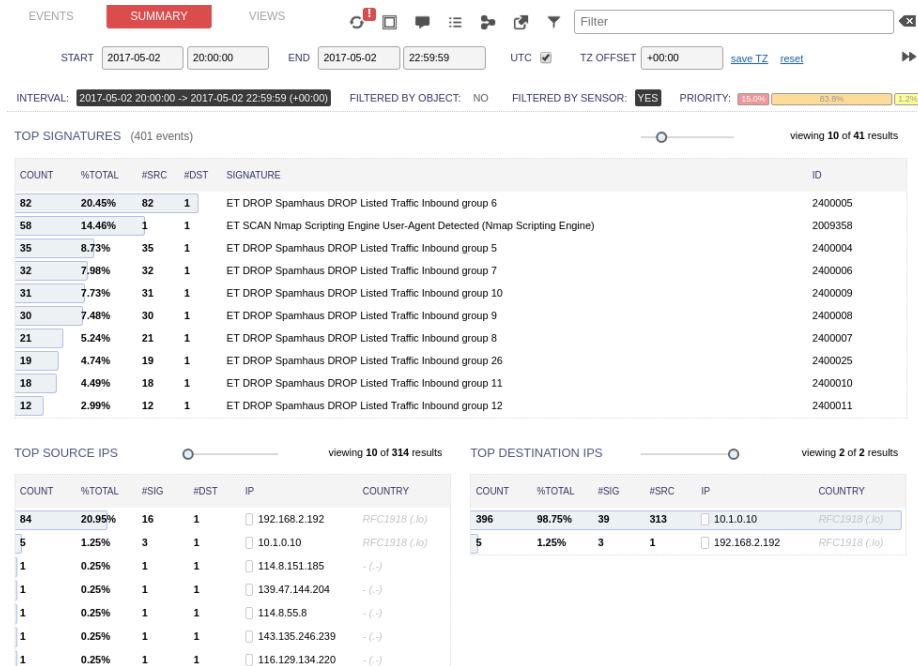 EVENTS SUMMARY VIEWS ! Filter
START 2017-05-02 20:00:00 END 2017-05-02 22:59:59 UTC TZ OFFSET +00:00 save TZ reset
INTERVAL: 2017-05-02 20:00:00 -> 2017-05-02 22:59:59 (+00:00) FILTERED BY OBJECT: NO FILTERED BY SENSOR: YES PRIORITY: 15.0% 83.8% 1.2%
TOP SIGNATURES (401 events) viewing 10 of 41 results
COUNT %TOTAL #SRC #DST SIGNATURE ID
82 20.45% 82 1 ET DROP Spamhaus DROP Listed Traffic Inbound group 6 2400005
58 14.46% 1 1 ET SCAN Nmap Scripting Engine User-Agent Detected (Nmap Scripting Engine) 2009358
35 8.73% 35 1 ET DROP Spamhaus DROP Listed Traffic Inbound group 5 2400004
32 7.98% 32 1 ET DROP Spamhaus DROP Listed Traffic Inbound group 7 2400006
31 7.73% 31 1 ET DROP Spamhaus DROP Listed Traffic Inbound group 10 2400009
30 7.48% 30 1 ET DROP Spamhaus DROP Listed Traffic Inbound group 9 2400008
21 5.24% 21 1 ET DROP Spamhaus DROP Listed Traffic Inbound group 8 2400007
19 4.74% 19 1 ET DROP Spamhaus DROP Listed Traffic Inbound group 26 2400025
18 4.49% 18 1 ET DROP Spamhaus DROP Listed Traffic Inbound group 11 2400010
12 2.99% 12 1 ET DROP Spamhaus DROP Listed Traffic Inbound group 12 2400011
TOP SOURCE IPS viewing 10 of 314 results
COUNT %TOTAL #SIG #DST IP COUNTRY
84 20.95% 16 1 192.168.2.192 RFC1918 (.lo)
5 1.25% 3 1 10.1.0.10 RFC1918 (.lo)
1 0.25% 1 1 114.8.151.185 - (.-)
1 0.25% 1 1 139.47.144.204 - (.-)
1 0.25% 1 1 114.8.55.8 - (.-)
1 0.25% 1 1 143.135.246.239 - (.-)
1 0.25% 1 1 116.129.134.220 - (.-)
TOP DESTINATION IPS viewing 2 of 2 results
COUNT %TOTAL #SIG #SRC IP COUNTRY
396 98.75% 39 313 10.1.0.10 RFC1918 (.lo)
5 1.25% 3 1 192.168.2.192 RFC1918 (.lo)